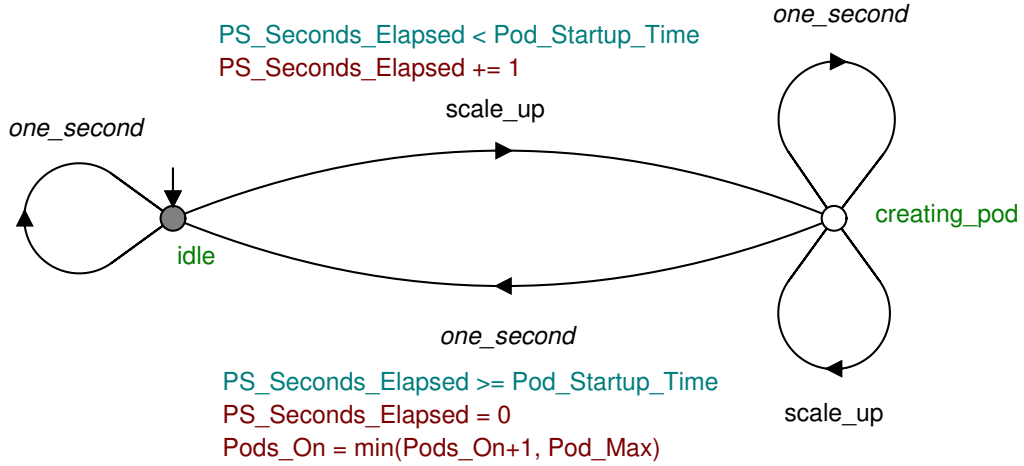 one_second
PS_Seconds_Elapsed < Pod_Startup_Time
PS_Seconds_Elapsed += 1
scale_up
one_second
creating_pod
idle
one_second
PS_Seconds_Elapsed >= Pod_Startup_Time
PS_Seconds_Elapsed = 0
Pods_On = min(Pods_On+1, Pod_Max)
scale_up